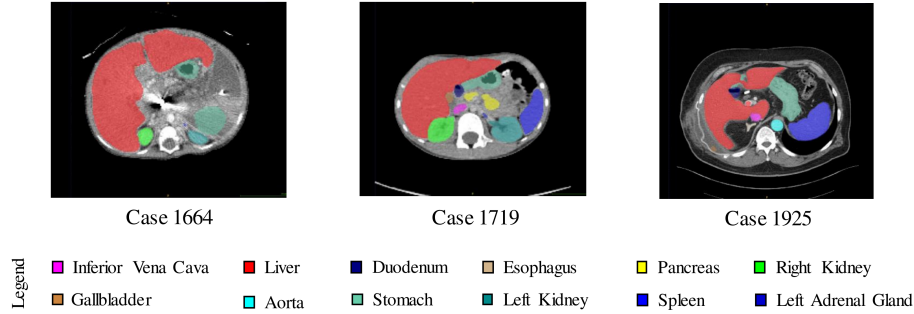 Case 1664 Case 1719 Case 1925
Legend
Inferior Vena Cava Liver Duodenum Esophagus Pancreas Right Kidney
Gallbladder Aorta Stomach Left Kidney Spleen Left Adrenal Gland